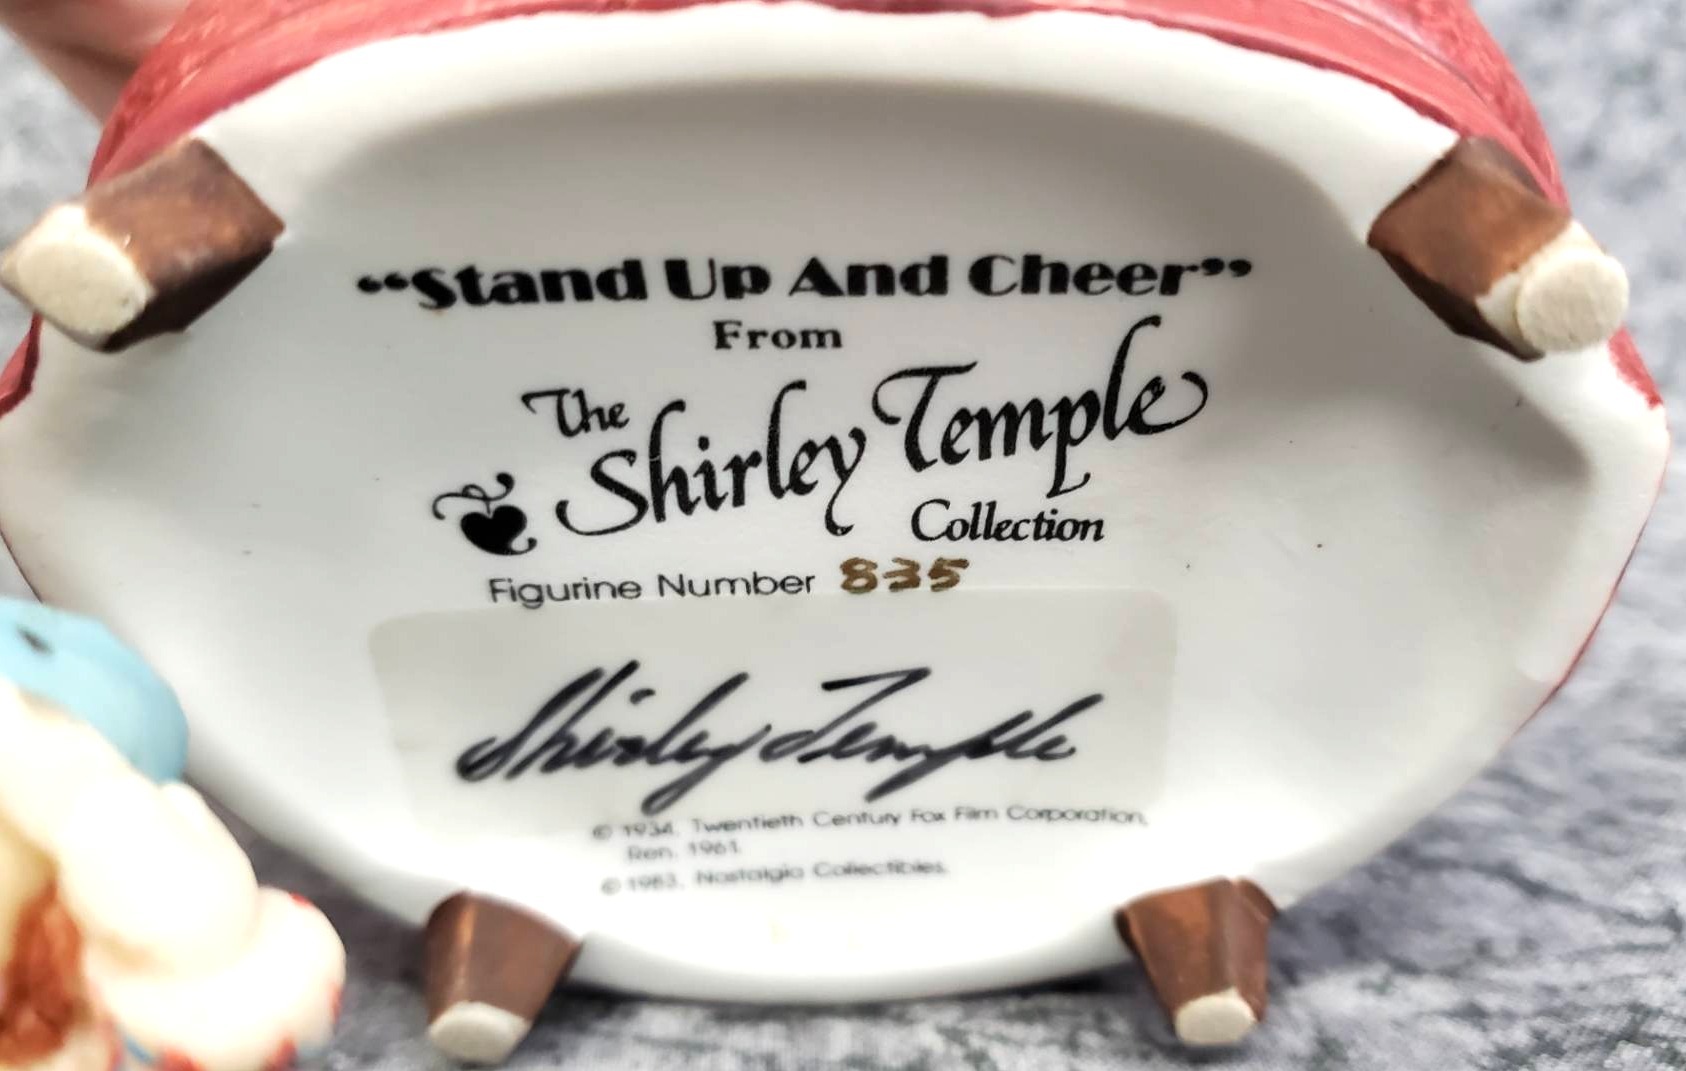 “Stand Up And Cheer”
From
The
Shirley Temple
Collection
Figurine Number 835
Shirley Temple
© 1934, Twentieth Century Fox Film Corporation,
Ren. 1961.
© 1983, Nostalgia Collectibles.